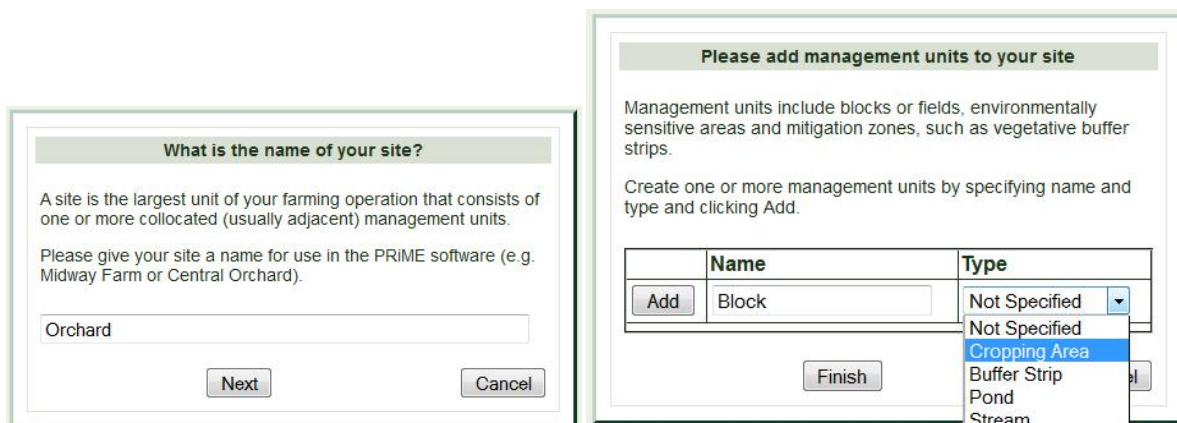 What is the name of your site?
A site is the largest unit of your farming operation that consists of
one or more collocated (usually adjacent) management units.
Please give your site a name for use in the PRiME software (e.g.
Midway Farm or Central Orchard).
Orchard
Next Cancel
Please add management units to your site
Management units include blocks or fields, environmentally
sensitive areas and mitigation zones, such as vegetative buffer
strips.
Create one or more management units by specifying name and
type and clicking Add.
Name Type
Add Block Not Specified
Not Specified
Cropping Area
Buffer Strip
Finish
Pond
Stream